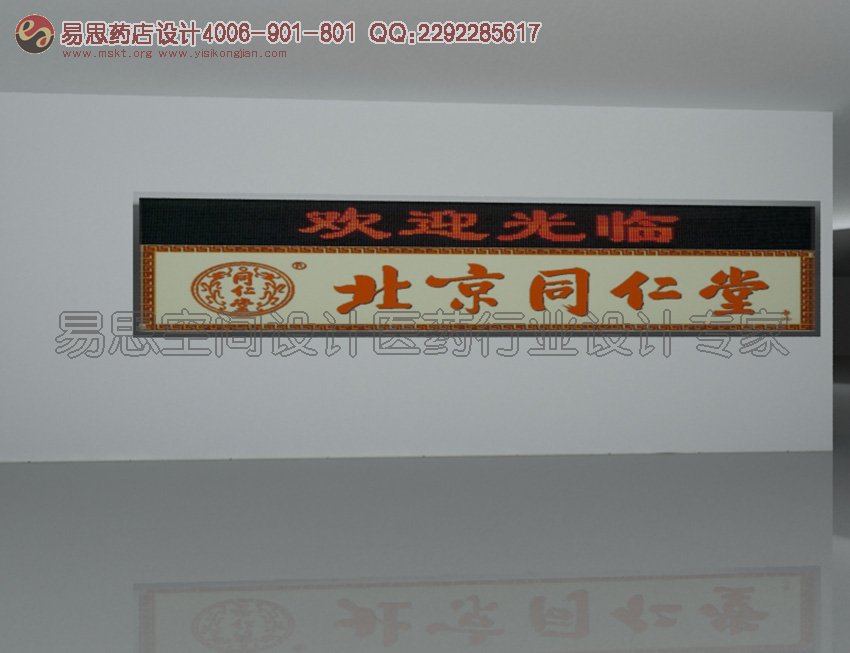 易思药店设计4006-901-801 QQ:2292285617
www.mskt.org www.yisikongjian.com
欢迎光临
同仁堂 ® 北京同仁堂
易思空间设计医药行业设计专家